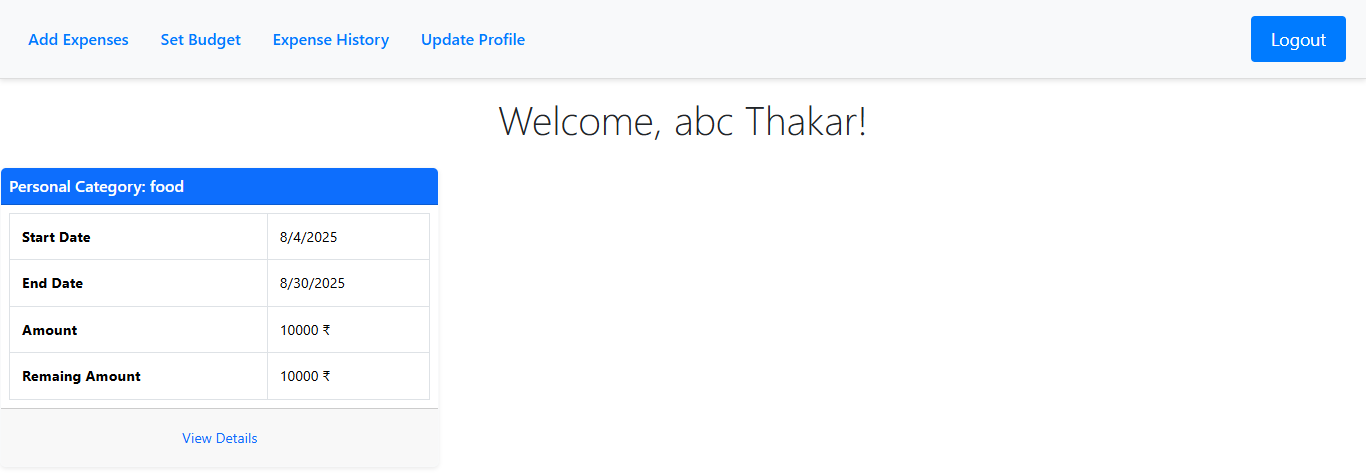 Add Expenses Set Budget Expense History Update Profile Logout
Welcome, abc Thakar!
Personal Category: food
Start Date 8/4/2025
End Date 8/30/2025
Amount 10000 ₹
Remaing Amount 10000 ₹
View Details